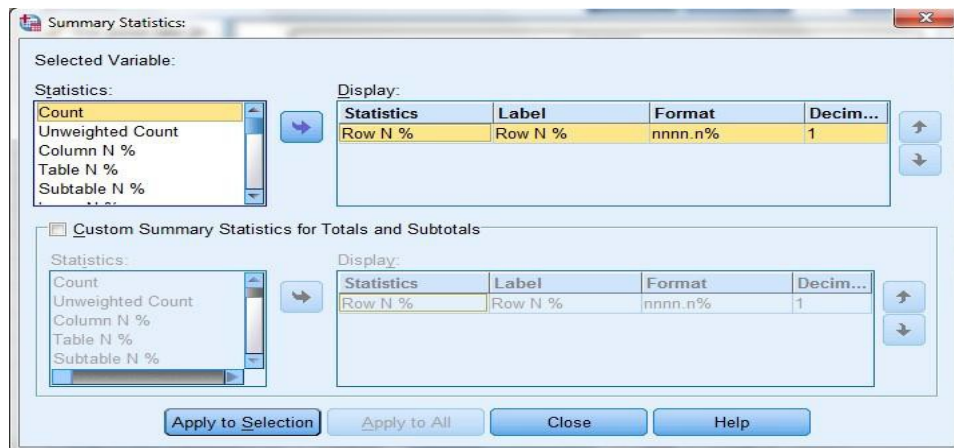 Summary Statistics:
Selected Variable:
Statistics:
Count
Unweighted Count
Column N %
Table N %
Subtable N %
Display:
Statistics Label Format Decim...
Row N % Row N % nnnn.n% 1
Custom Summary Statistics for Totals and Subtotals
Statistics:
Count
Unweighted Count
Column N %
Table N %
Subtable N %
Display:
Statistics Label Format Decim...
Row N % Row N % nnnn.n% 1
Apply to Selection Apply to All Close Help